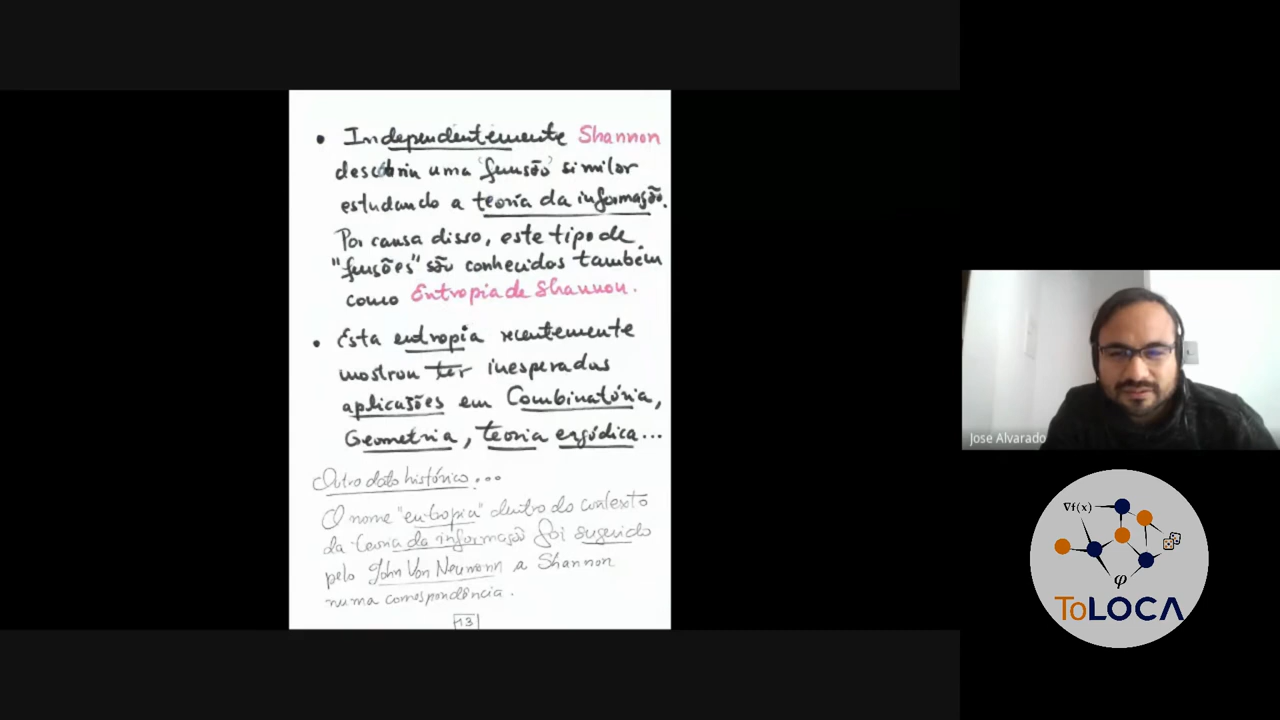 • Independentemente Shannon
descobriu uma 'função' similar
estudando a teoria da informação.
Por causa disso, este tipo de
"funções" são conhecidos também
como Entropia de Shannon.
• Esta entropia recentemente
mostrou ter inesperadas
aplicações em Combinatória,
Geometria, teoria ergódica...
Outro dato histórico...
O nome "entropia" dentro do contexto
da teoria da informação foi sugerido
pelo John Von Neumann a Shannon
numa correspondência.
13
Jose Alvarado
∇f(x)
φ
ToLOCA